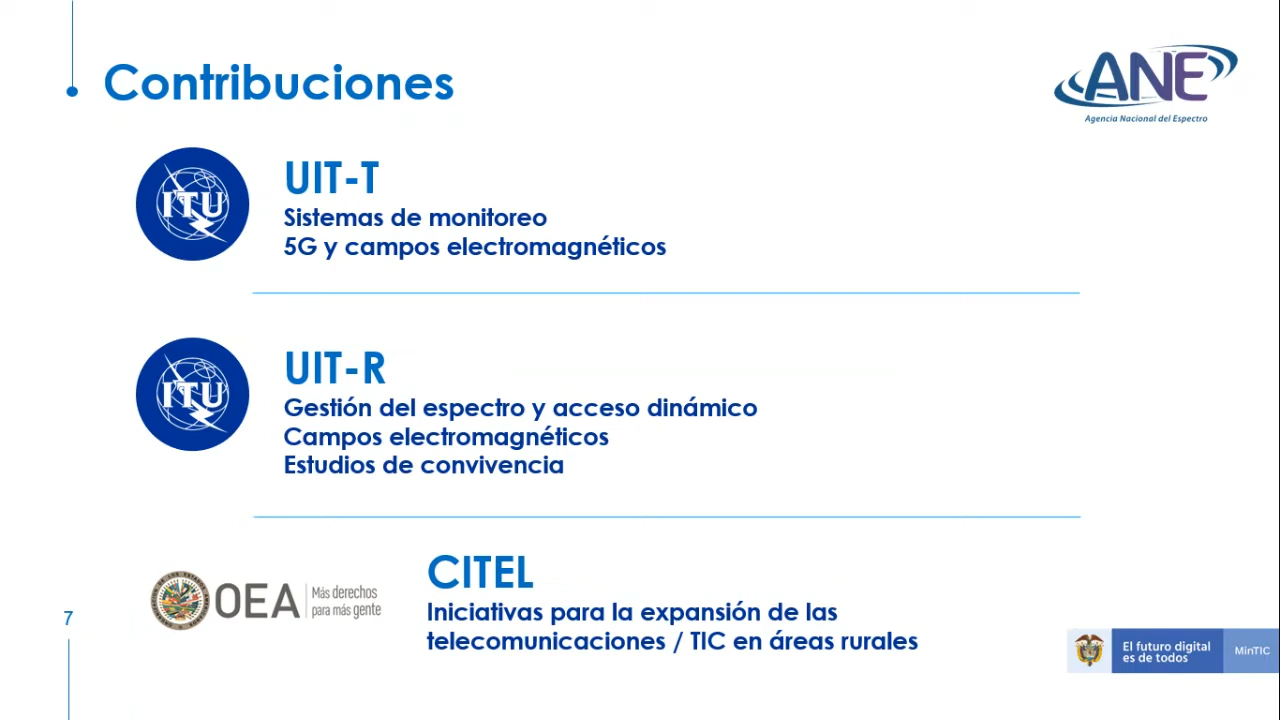 Contribuciones
ANE
Agencia Nacional del Espectro
ITU
UIT-T
Sistemas de monitoreo
5G y campos electromagnéticos
ITU
UIT-R
Gestión del espectro y acceso dinámico
Campos electromagnéticos
Estudios de convivencia
OEA
Más derechos
para más gente
CITEL
Iniciativas para la expansión de las
telecomunicaciones / TIC en áreas rurales
7
El futuro digital
es de todos
MinTIC